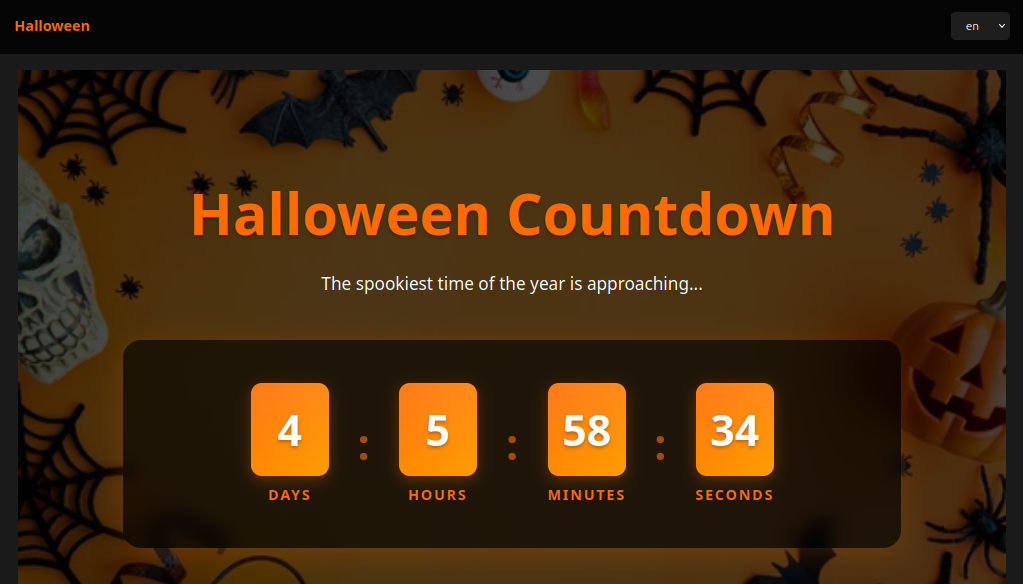 Halloween
en
Halloween Countdown
The spookiest time of the year is approaching...
4 : 5 : 58 : 34
DAYS HOURS MINUTES SECONDS